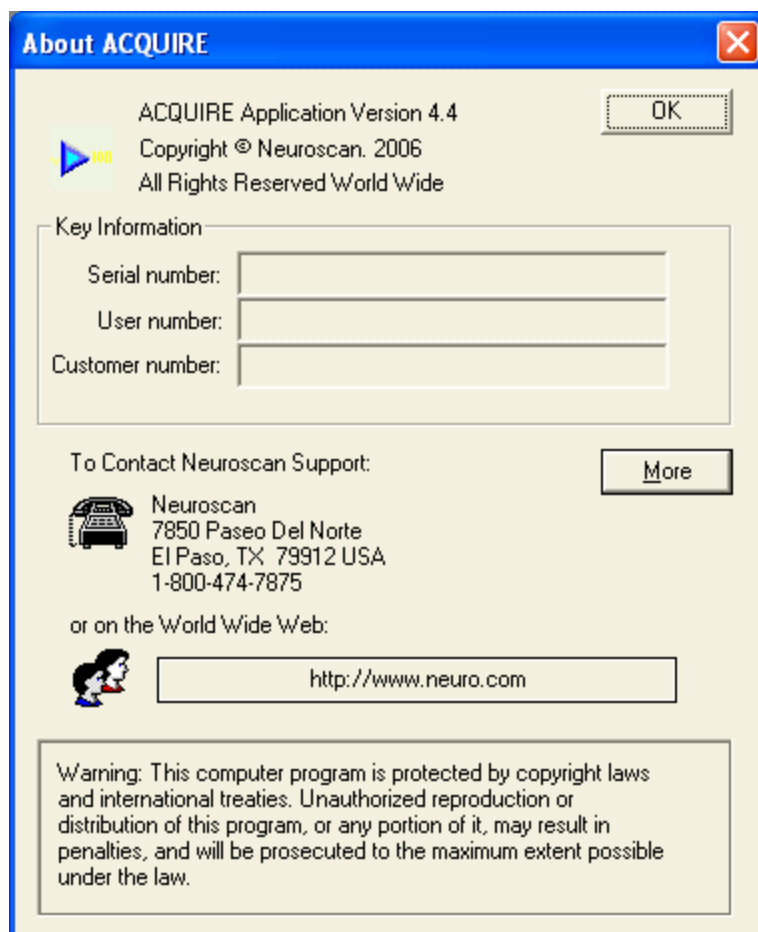 About ACQUIRE
ACQUIRE Application Version 4.4
OK
Copyright © Neuroscan. 2006
All Rights Reserved World Wide
Key Information
Serial number:
User number:
Customer number:
To Contact Neuroscan Support:
More
Neuroscan
7850 Paseo Del Norte
El Paso, TX 79912 USA
1-800-474-7875
or on the World Wide Web:
http://www.neuro.com
Warning: This computer program is protected by copyright laws
and international treaties. Unauthorized reproduction or
distribution of this program, or any portion of it, may result in
penalties, and will be prosecuted to the maximum extent possible
under the law.